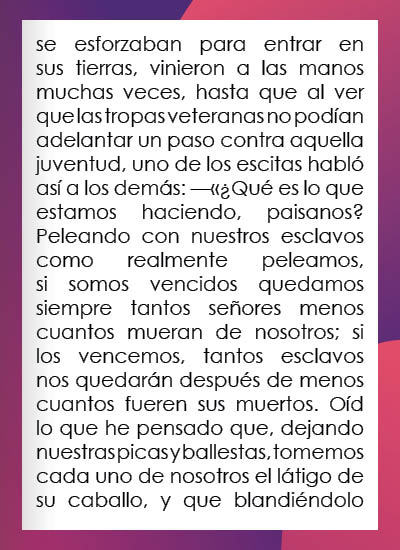 se esforzaban para entrar en
sus tierras, vinieron a las manos
muchas veces, hasta que al ver
que las tropas veteranas no podían
adelantar un paso contra aquella
juventud, uno de los escitas habló
así a los demás: —«¿Qué es lo que
estamos haciendo, paisanos?
Peleando con nuestros esclavos
como realmente peleamos,
si somos vencidos quedamos
siempre tantos señores menos
cuantos mueran de nosotros; si
los vencemos, tantos esclavos
nos quedarán después de menos
cuantos fueren sus muertos. Oíd
lo que he pensado que, dejando
nuestras picas y ballestas, tomemos
cada uno de nosotros el látigo de
su caballo, y que blandiéndolo